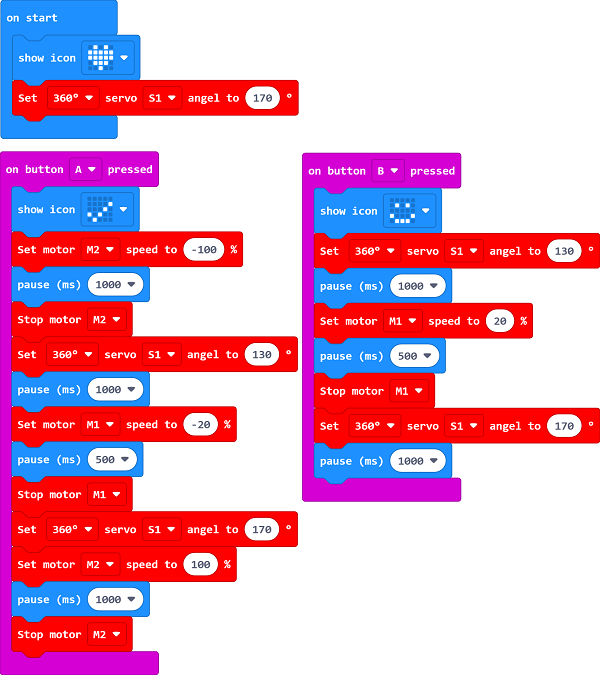 on start
show icon
Set 360° servo S1 angel to 170 °
on button A pressed
show icon
Set motor M2 speed to -100 %
pause (ms) 1000
Stop motor M2
Set 360° servo S1 angel to 130 °
pause (ms) 1000
Set motor M1 speed to -20 %
pause (ms) 500
Stop motor M1
Set 360° servo S1 angel to 170 °
Set motor M2 speed to 100 %
pause (ms) 1000
Stop motor M2
on button B pressed
show icon
Set 360° servo S1 angel to 130 °
pause (ms) 1000
Set motor M1 speed to 20 %
pause (ms) 500
Stop motor M1
Set 360° servo S1 angel to 170 °
pause (ms) 1000